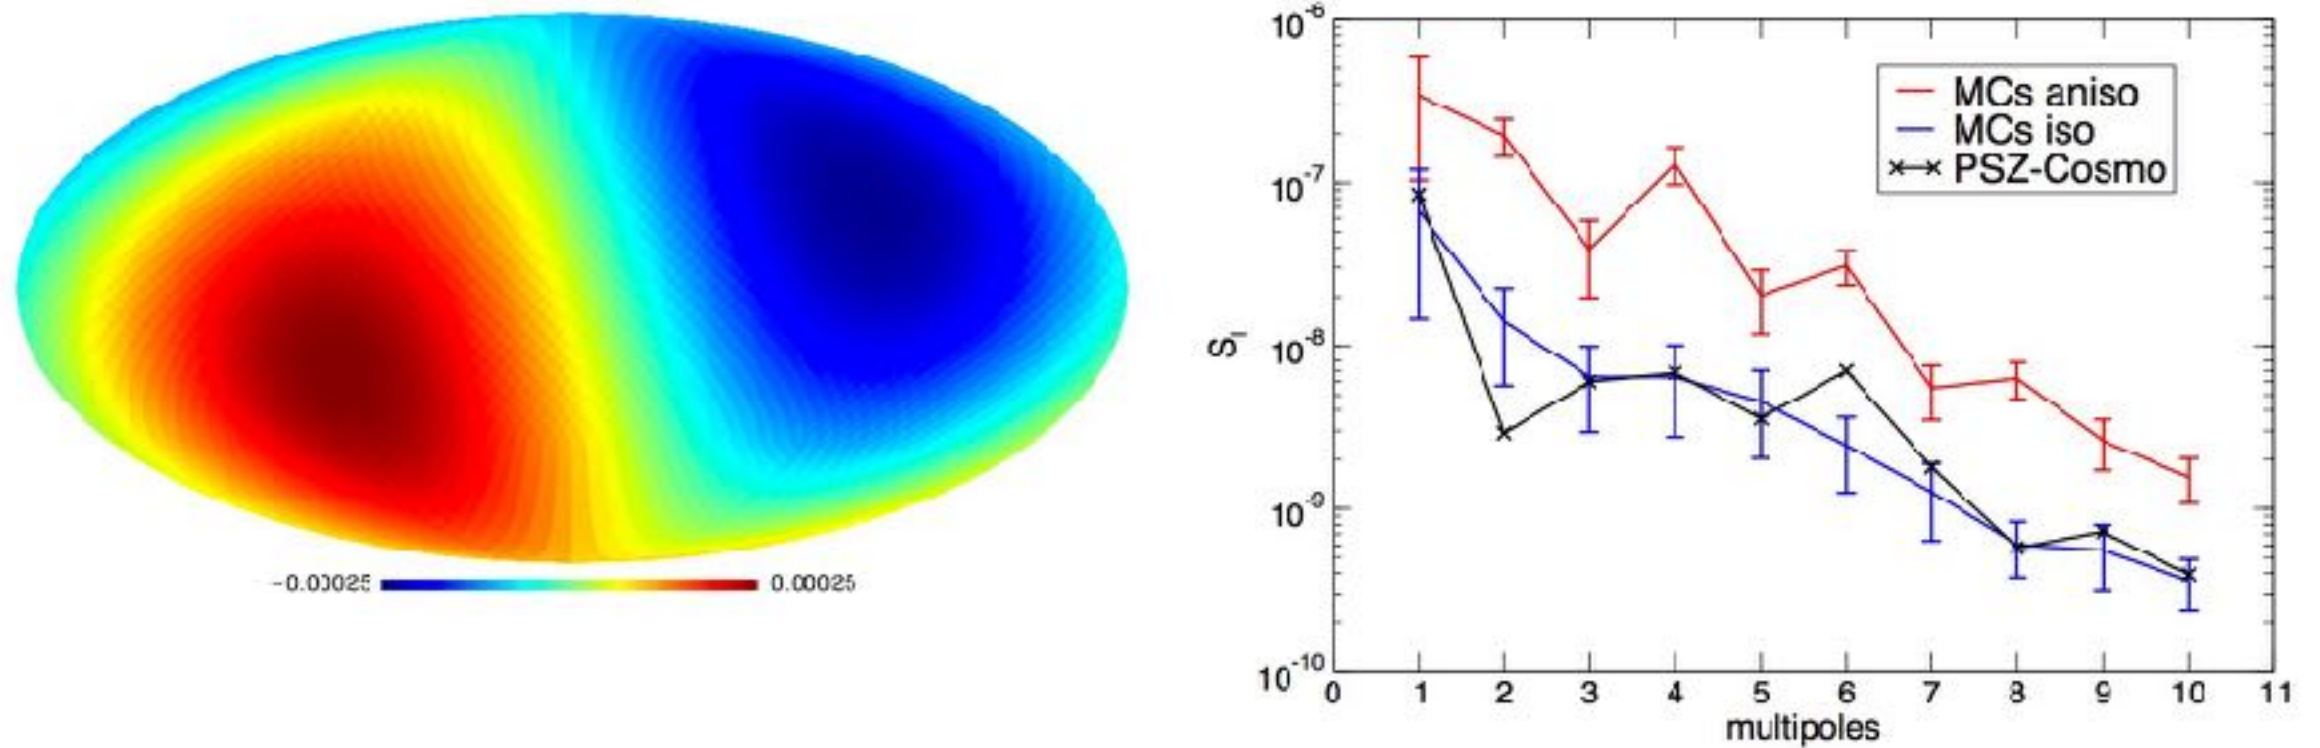 -0.00025 0.00025
10-6
10-7
10-8
10-9
10-10
Sl
MCs aniso
MCs iso
PSZ-Cosmo
0 1 2 3 4 5 6 7 8 9 10 11
multipoles